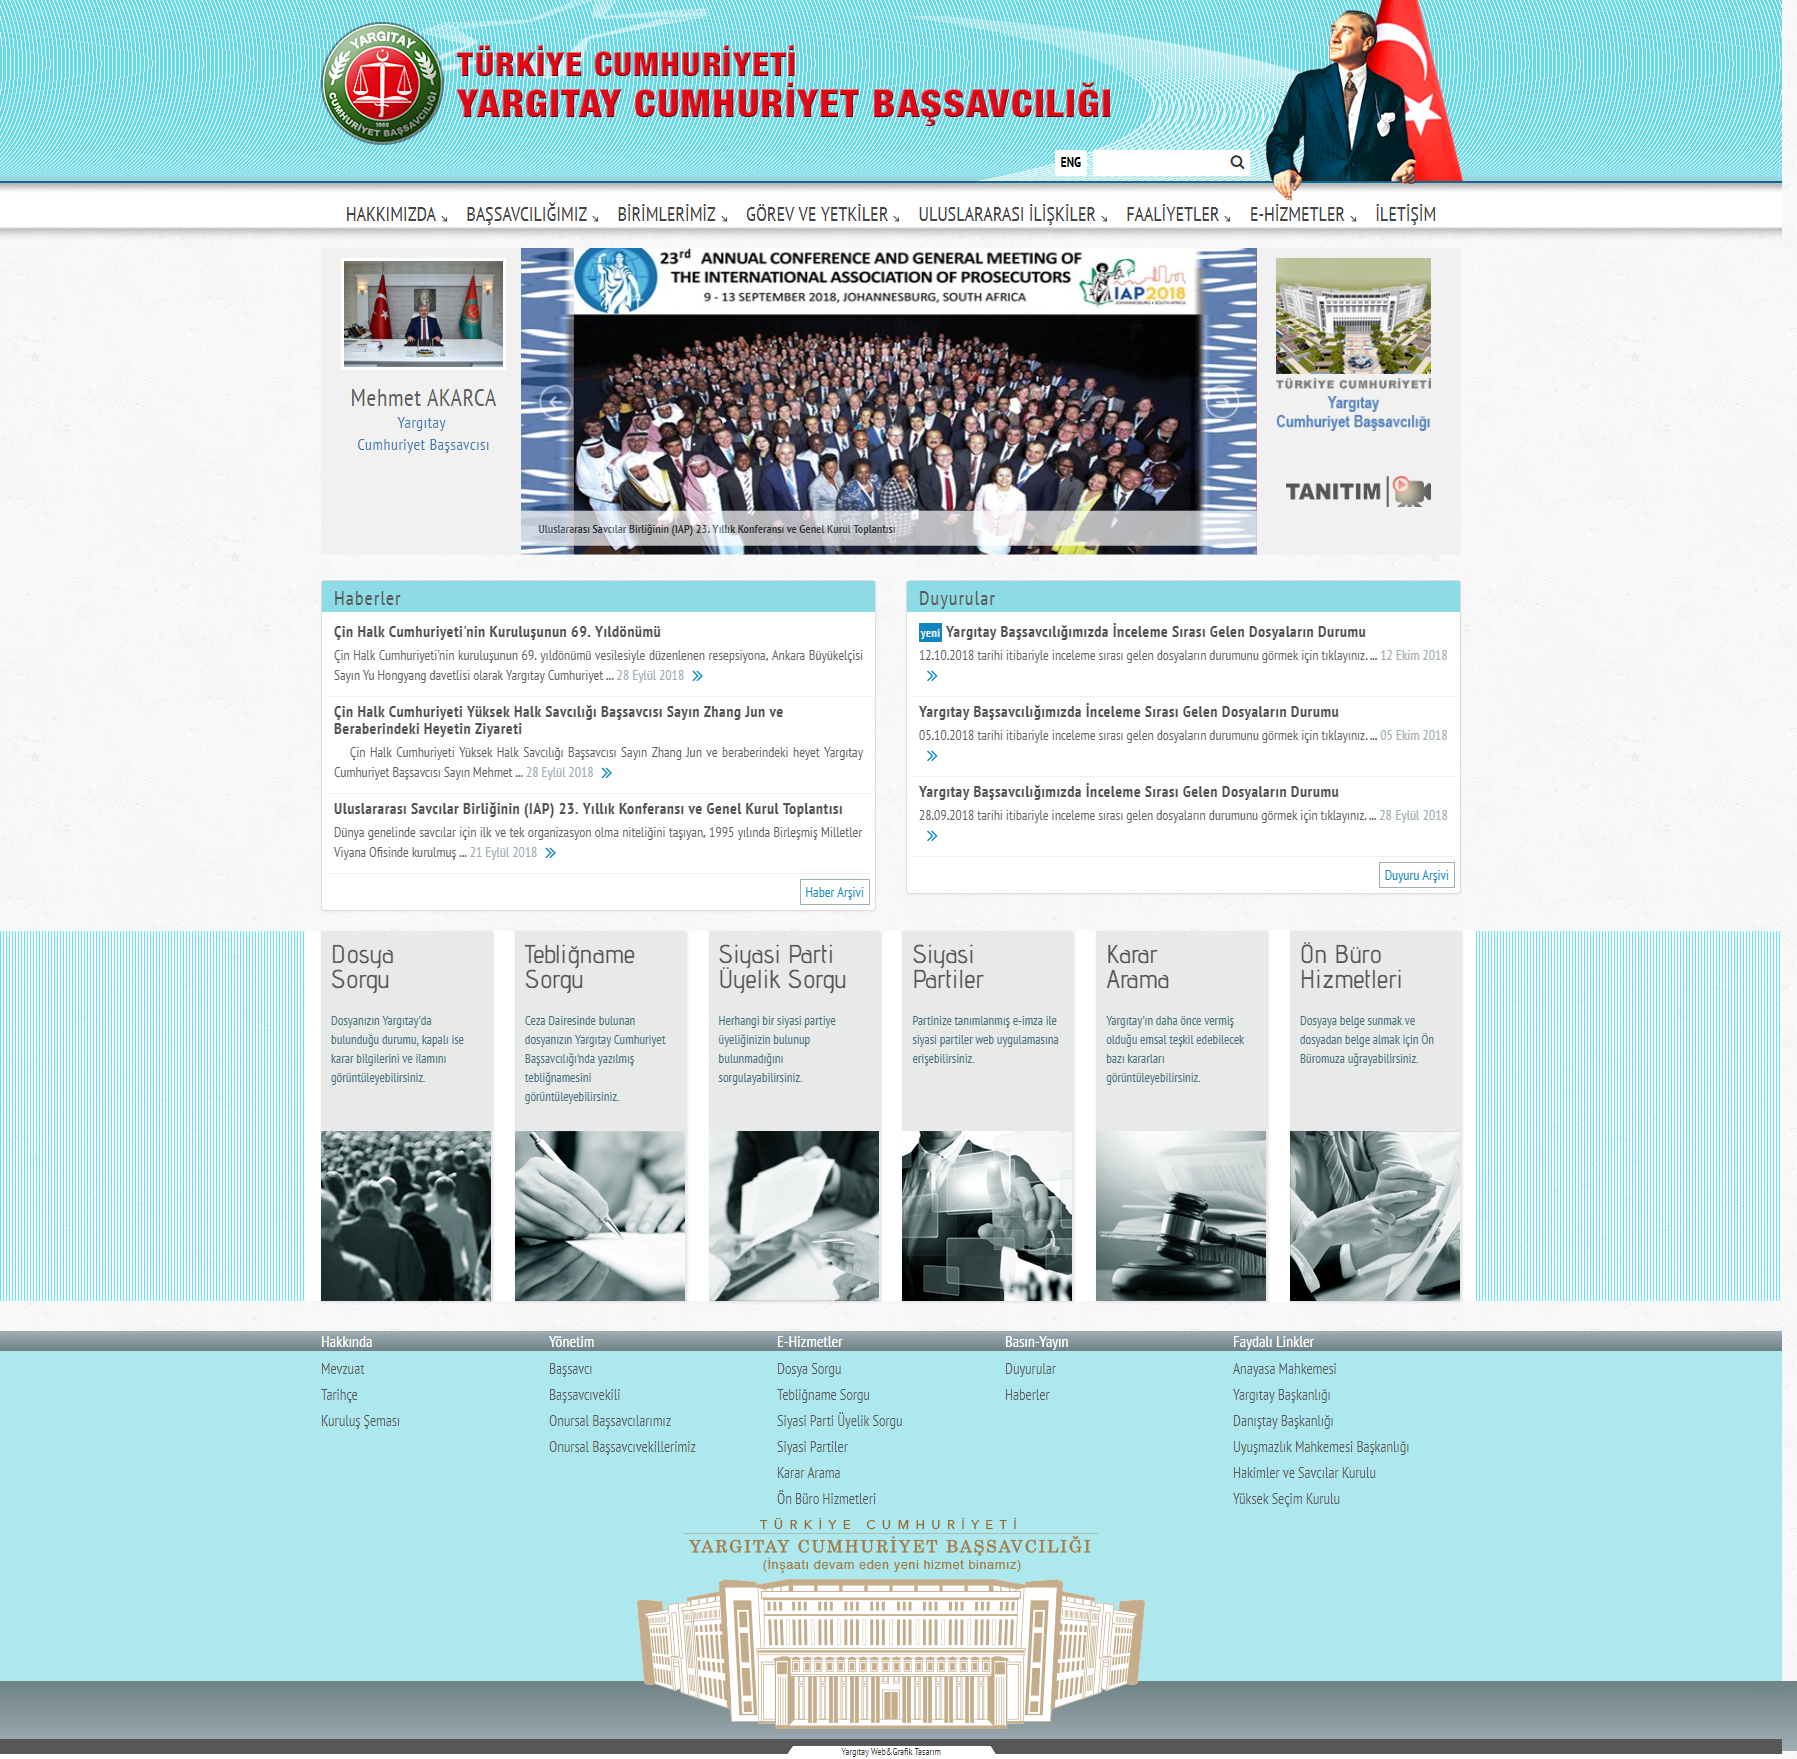 YARGITAY
CUMHURİYET BAŞSAVCILIĞI
1868
TÜRKİYE CUMHURİYETİ
YARGITAY CUMHURİYET BAŞSAVCILIĞI
ENG
HAKKIMIZDA BAŞSAVCILIĞIMIZ BİRİMLERİMİZ GÖREV VE YETKİLER ULUSLARARASI İLİŞKİLER FAALİYETLER E-HİZMETLER İLETİŞİM
Mehmet AKARCA
Yargıtay
Cumhuriyet Başsavcısı
23rd ANNUAL CONFERENCE AND GENERAL MEETING OF
THE INTERNATIONAL ASSOCIATION OF PROSECUTORS
9 - 13 SEPTEMBER 2018, JOHANNESBURG, SOUTH AFRICA
IAP2018
JOHANNESBURG • SOUTH AFRICA
Uluslararası Savcılar Birliğinin (IAP) 23. Yıllık Konferansı ve Genel Kurul Toplantısı
TÜRKİYE CUMHURİYETİ
Yargıtay
Cumhuriyet Başsavcılığı
TANITIM
Haberler
Çin Halk Cumhuriyeti'nin Kuruluşunun 69. Yıldönümü
Çin Halk Cumhuriyeti'nin kuruluşunun 69. yıldönümü vesilesiyle düzenlenen resepsiyona, Ankara Büyükelçisi
Sayın Yu Hongyang davetlisi olarak Yargıtay Cumhuriyet ... 28 Eylül 2018
Çin Halk Cumhuriyeti Yüksek Halk Savcılığı Başsavcısı Sayın Zhang Jun ve
Beraberindeki Heyetin Ziyareti
Çin Halk Cumhuriyeti Yüksek Halk Savcılığı Başsavcısı Sayın Zhang Jun ve beraberindeki heyet Yargıtay
Cumhuriyet Başsavcısı Sayın Mehmet ... 28 Eylül 2018
Uluslararası Savcılar Birliğinin (IAP) 23. Yıllık Konferansı ve Genel Kurul Toplantısı
Dünya genelinde savcılar için ilk ve tek organizasyon olma niteliğini taşıyan, 1995 yılında Birleşmiş Milletler
Viyana Ofisinde kurulmuş ... 21 Eylül 2018
Haber Arşivi
Duyurular
yeni Yargıtay Başsavcılığımızda İnceleme Sırası Gelen Dosyaların Durumu
12.10.2018 tarihi itibariyle inceleme sırası gelen dosyaların durumunu görmek için tıklayınız. ... 12 Ekim 2018
Yargıtay Başsavcılığımızda İnceleme Sırası Gelen Dosyaların Durumu
05.10.2018 tarihi itibariyle inceleme sırası gelen dosyaların durumunu görmek için tıklayınız. ... 05 Ekim 2018
Yargıtay Başsavcılığımızda İnceleme Sırası Gelen Dosyaların Durumu
28.09.2018 tarihi itibariyle inceleme sırası gelen dosyaların durumunu görmek için tıklayınız. ... 28 Eylül 2018
Duyuru Arşivi
Dosya
Sorgu
Dosyanızın Yargıtay'da
bulunduğu durumu, kapalı ise
karar bilgilerini ve ilamını
görüntüleyebilirsiniz.
Tebliğname
Sorgu
Ceza Dairesinde bulunan
dosyanızın Yargıtay Cumhuriyet
Başsavcılığı'nda yazılmış
tebliğnamesini
görüntüleyebilirsiniz.
Siyasi Parti
Üyelik Sorgu
Herhangi bir siyasi partiye
üyeliğinizin bulunup
bulunmadığını
sorgulayabilirsiniz.
Siyasi
Partiler
Partinize tanımlanmış e-imza ile
siyasi partiler web uygulamasına
erişebilirsiniz.
Karar
Arama
Yargıtay'ın daha önce vermiş
olduğu emsal teşkil edebilecek
bazı kararları
görüntüleyebilirsiniz.
Ön Büro
Hizmetleri
Dosyaya belge sunmak ve
dosyadan belge almak için Ön
Büromuza uğrayabilirsiniz.
Hakkında
Mevzuat
Tarihçe
Kuruluş Şeması
Yönetim
Başsavcı
Başsavcıvekili
Onursal Başsavcılarımız
Onursal Başsavcıvekillerimiz
E-Hizmetler
Dosya Sorgu
Tebliğname Sorgu
Siyasi Parti Üyelik Sorgu
Siyasi Partiler
Karar Arama
Ön Büro Hizmetleri
Basın-Yayın
Duyurular
Haberler
Faydalı Linkler
Anayasa Mahkemesi
Yargıtay Başkanlığı
Danıştay Başkanlığı
Uyuşmazlık Mahkemesi Başkanlığı
Hakimler ve Savcılar Kurulu
Yüksek Seçim Kurulu
TÜRKİYE CUMHURİYETİ
YARGITAY CUMHURİYET BAŞSAVCILIĞI
(İnşaatı devam eden yeni hizmet binamız)
Yargıtay Web&Grafik Tasarım